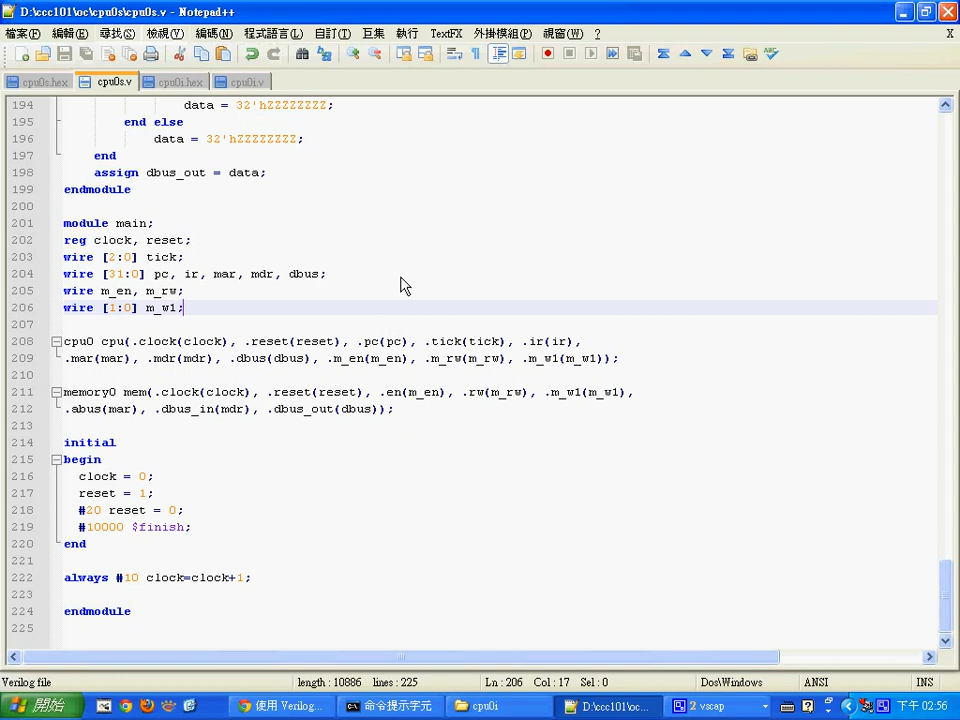 D:\ccc101\oc\cpu0s\cpu0s.v - Notepad++
檔案(F) 編輯(E) 尋找(S) 檢視(V) 編碼(N) 程式語言(L) 自訂(T) 巨集 執行 TextFX 外掛模組(P) 視窗(W) ? X
cpu0s.hex cpu0s.v cpu0i.hex cpu0i.v
194 data = 32'hZZZZZZZZ;
195 end else
196 data = 32'hZZZZZZZZ;
197 end
198 assign dbus_out = data;
199 endmodule
200
201 module main;
202 reg clock, reset;
203 wire [2:0] tick;
204 wire [31:0] pc, ir, mar, mdr, dbus;
205 wire m_en, m_rw;
206 wire [1:0] m_w1;
207
208 cpu0 cpu(.clock(clock), .reset(reset), .pc(pc), .tick(tick), .ir(ir),
209 .mar(mar), .mdr(mdr), .dbus(dbus), .m_en(m_en), .m_rw(m_rw), .m_w1(m_w1));
210
211 memory0 mem(.clock(clock), .reset(reset), .en(m_en), .rw(m_rw), .m_w1(m_w1),
212 .abus(mar), .dbus_in(mdr), .dbus_out(dbus));
213
214 initial
215 begin
216 clock = 0;
217 reset = 1;
218 #20 reset = 0;
219 #10000 $finish;
220 end
221
222 always #10 clock=clock+1;
223
224 endmodule
225
Verilog file length : 10886 lines : 225 Ln : 206 Col : 17 Sel : 0 Dos\Windows ANSI INS
開始 使用 Verilog... 命令提示字元 cpu0i D:\ccc101\oc... 2 vscap 下午 02:56